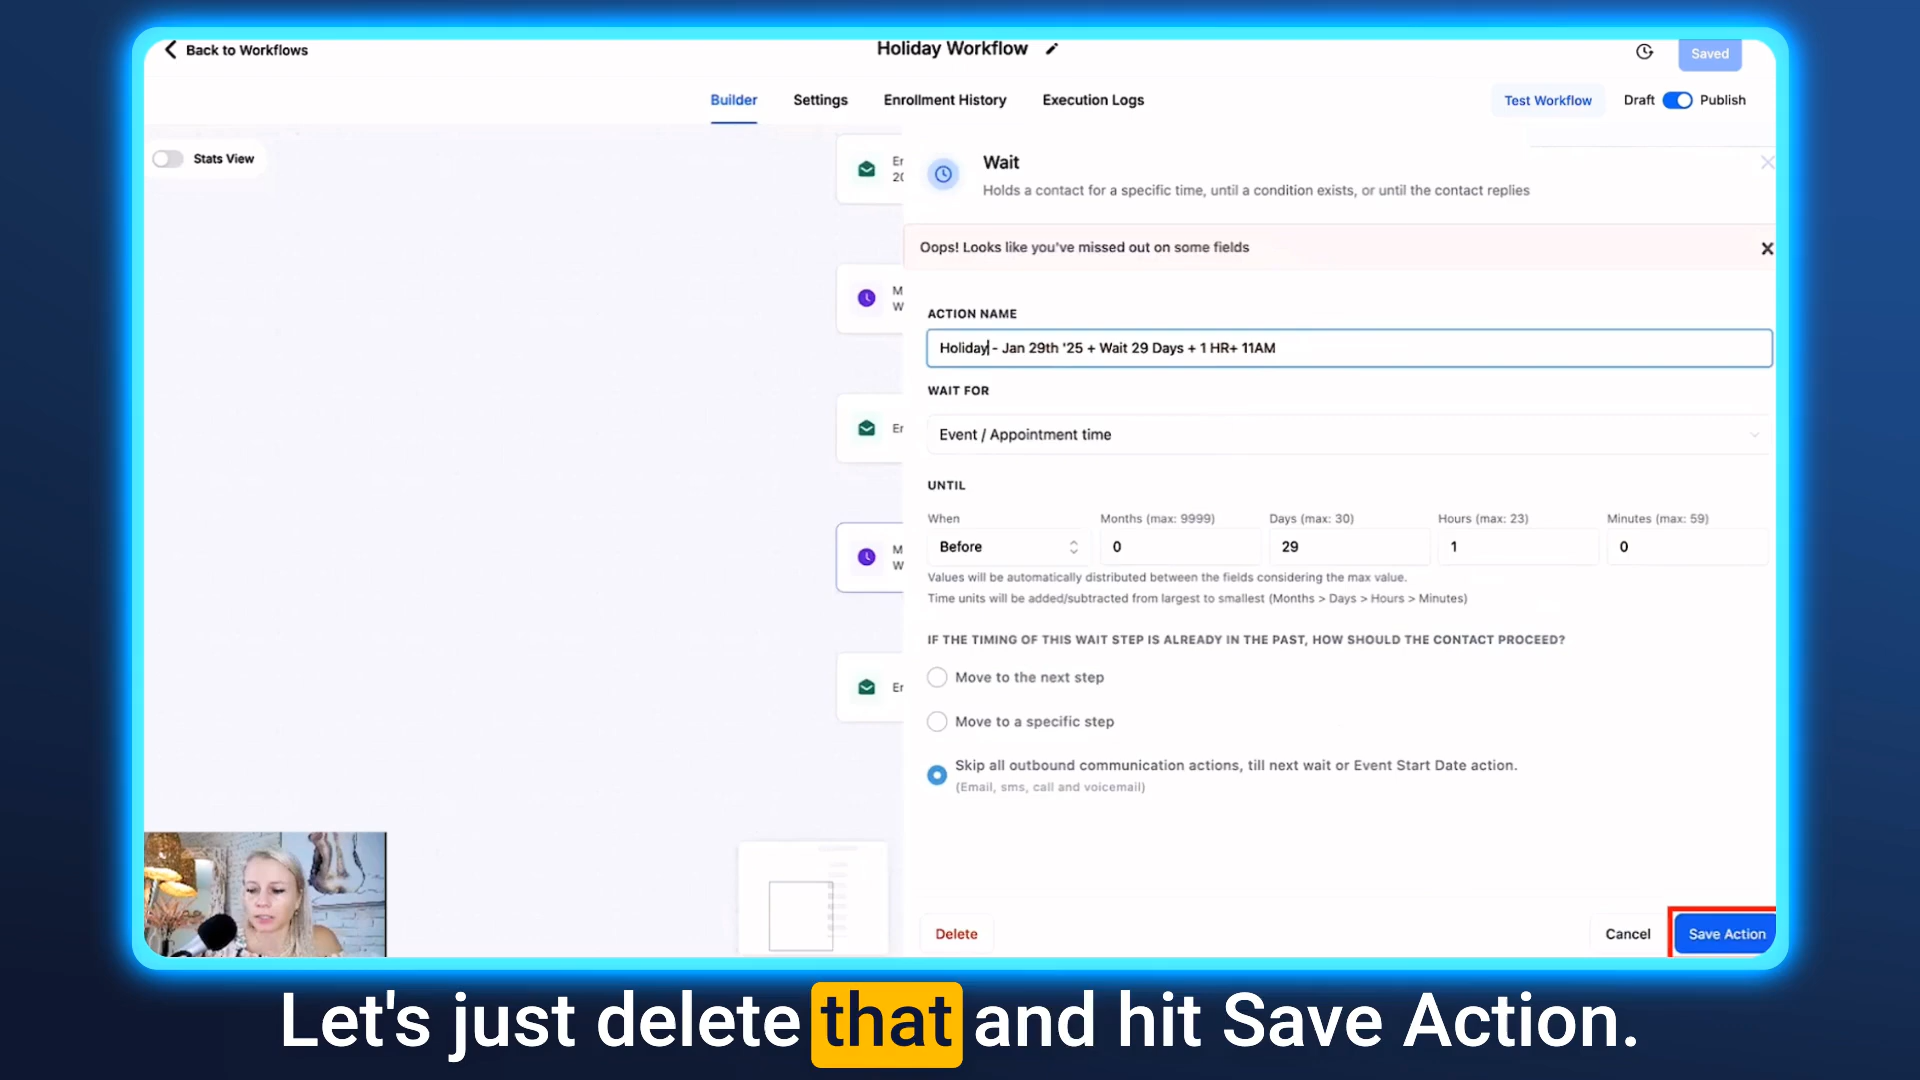 Back to Workflows
Holiday Workflow
Saved
Builder
Settings
Enrollment History
Execution Logs
Test Workflow
Draft
Publish
Stats View
Er
20
M
W
Er
M
W
Er
Wait
Holds a contact for a specific time, until a condition exists, or until the contact replies
Oops! Looks like you've missed out on some fields
ACTION NAME
Holiday - Jan 29th '25 + Wait 29 Days + 1 HR+ 11AM
WAIT FOR
Event / Appointment time
UNTIL
When
Months (max: 9999)
Days (max: 30)
Hours (max: 23)
Minutes (max: 59)
Before
0
29
1
0
Values will be automatically distributed between the fields considering the max value.
Time units will be added/subtracted from largest to smallest (Months > Days > Hours > Minutes)
IF THE TIMING OF THIS WAIT STEP IS ALREADY IN THE PAST, HOW SHOULD THE CONTACT PROCEED?
Move to the next step
Move to a specific step
Skip all outbound communication actions, till next wait or Event Start Date action.
(Email, sms, call and voicemail)
Delete
Cancel
Save Action
Let's just delete that and hit Save Action.